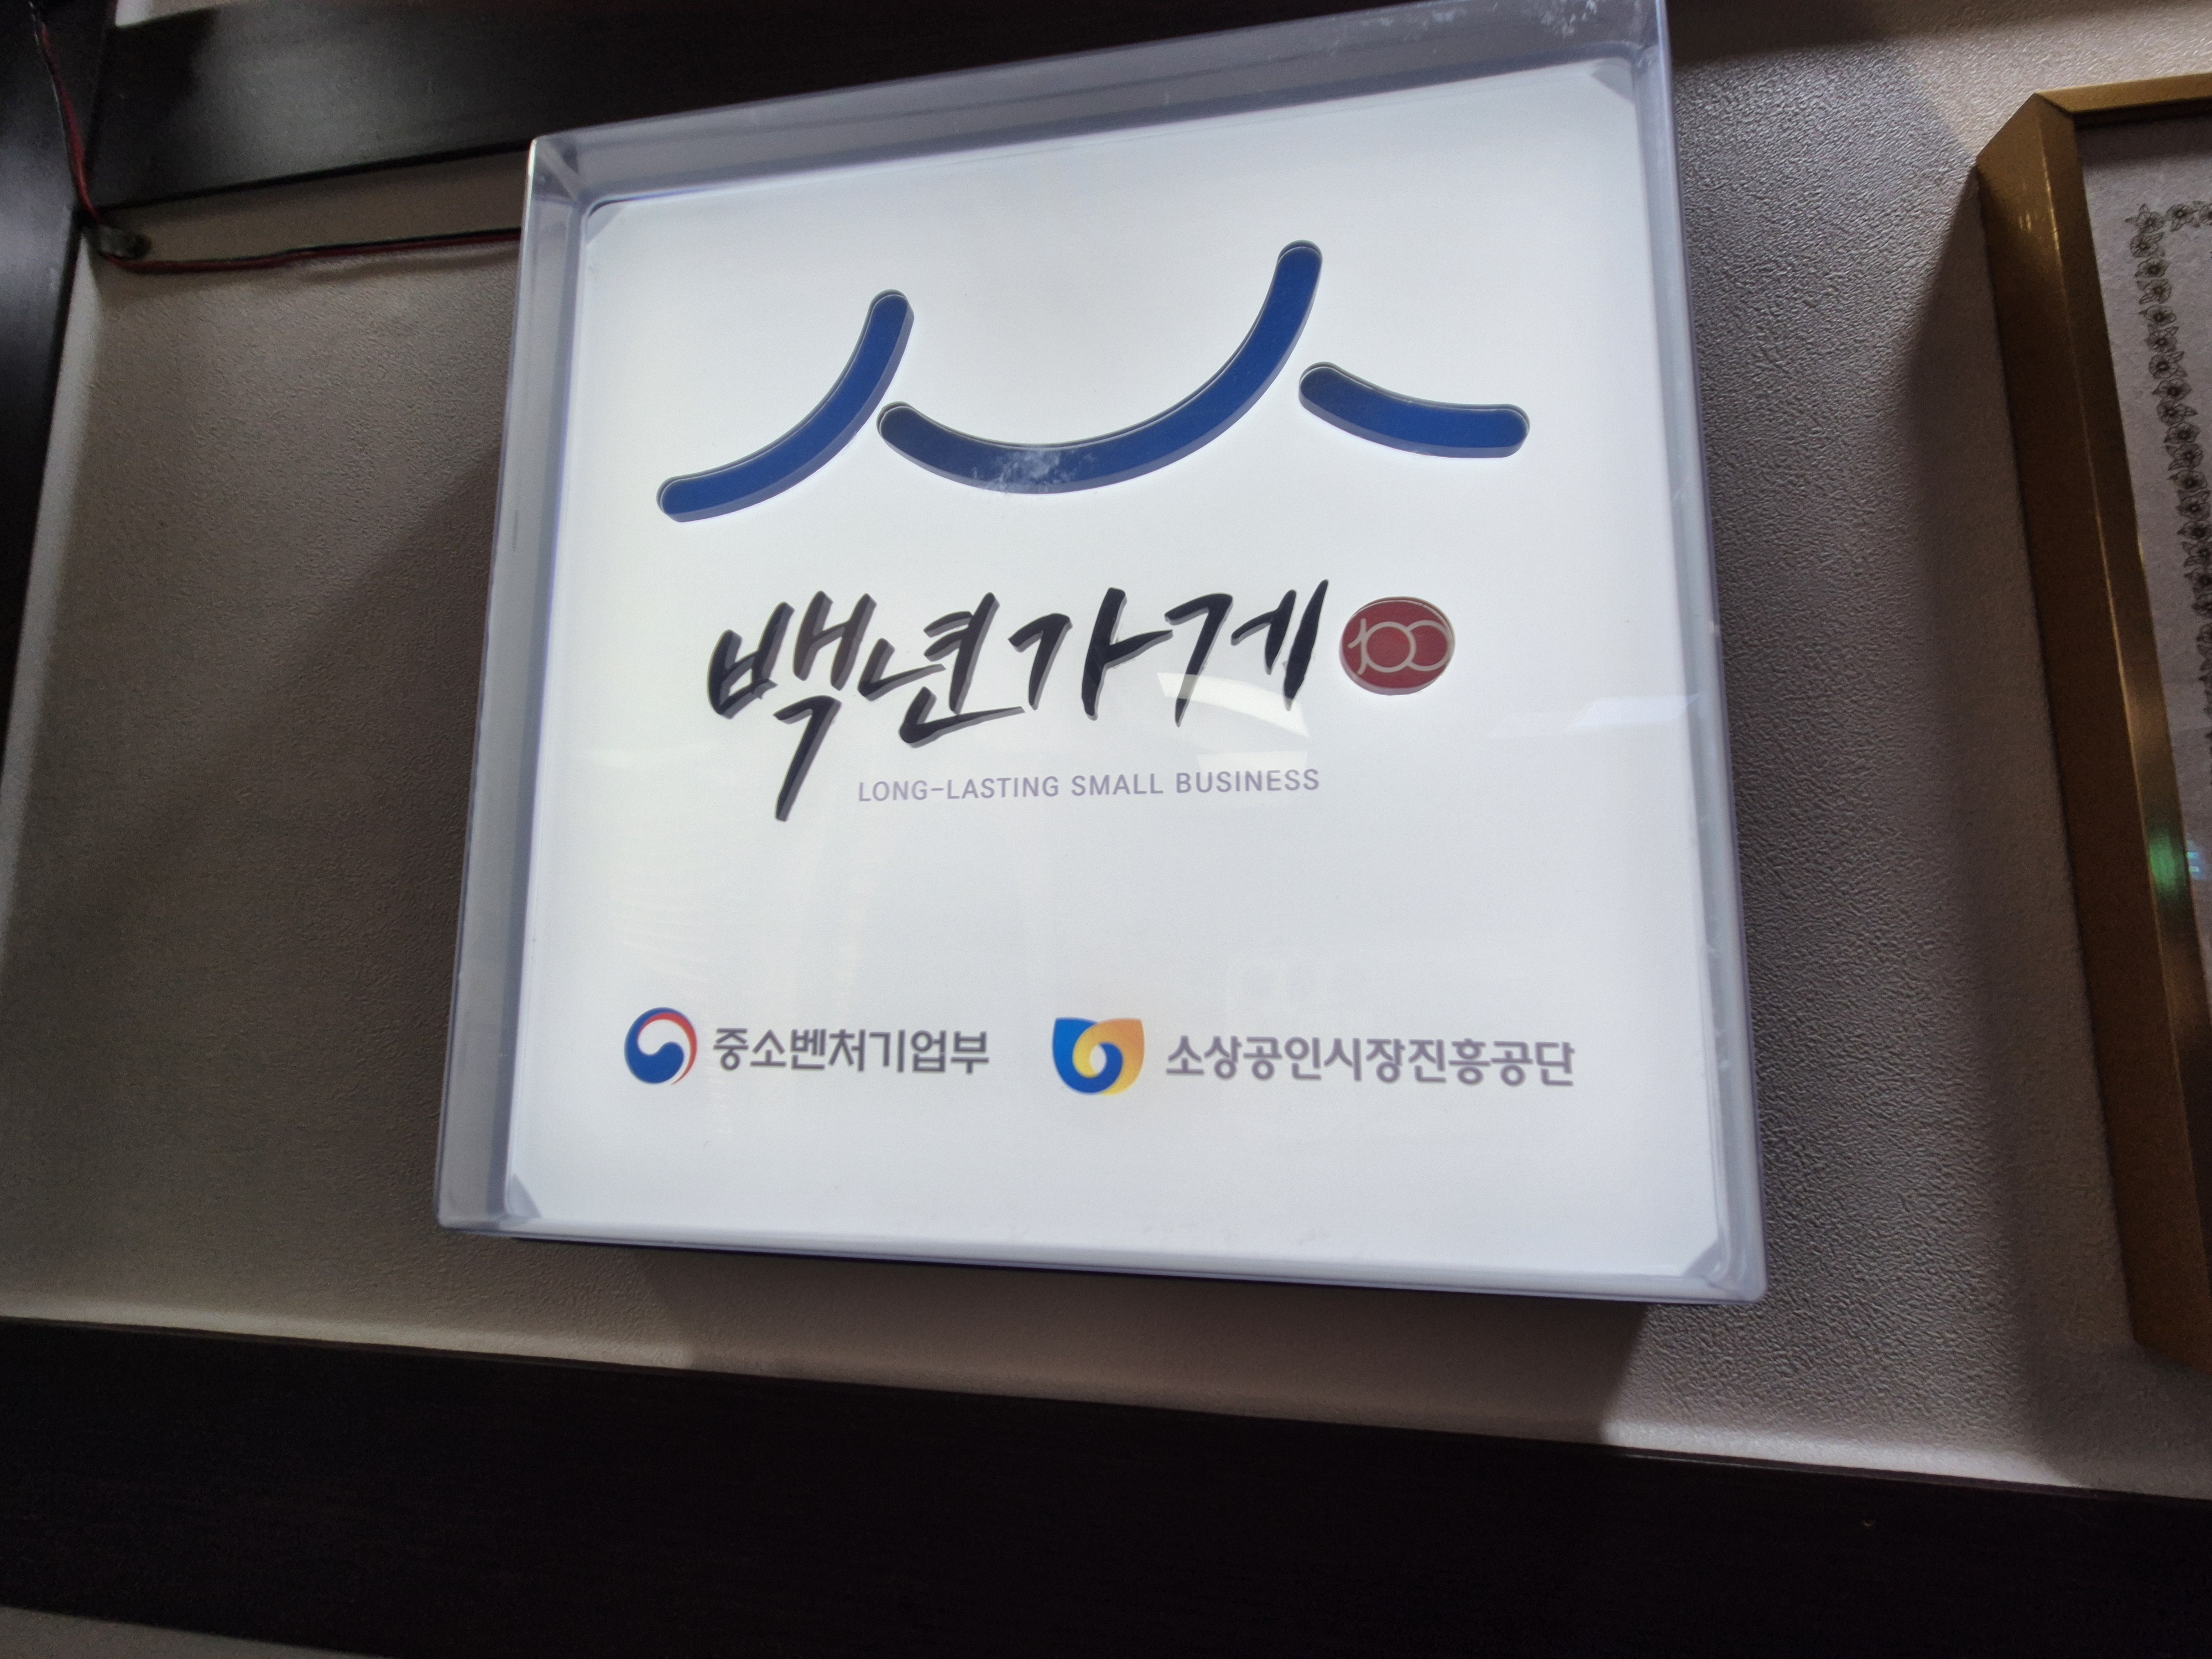 백년가게 100
LONG-LASTING SMALL BUSINESS
중소벤처기업부 소상공인시장진흥공단